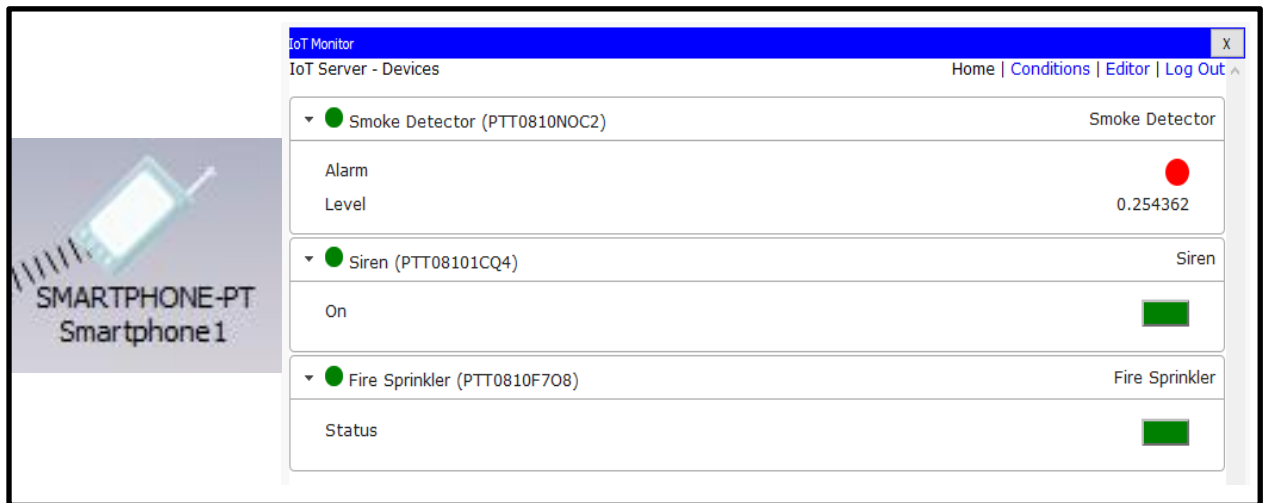 SMARTPHONE-PT
Smartphone1
IoT Monitor X
IoT Server - Devices Home | Conditions | Editor | Log Out
Smoke Detector (PTT0810NOC2) Smoke Detector
Alarm
Level 0.254362
Siren (PTT08101CQ4) Siren
On
Fire Sprinkler (PTT0810F7O8) Fire Sprinkler
Status